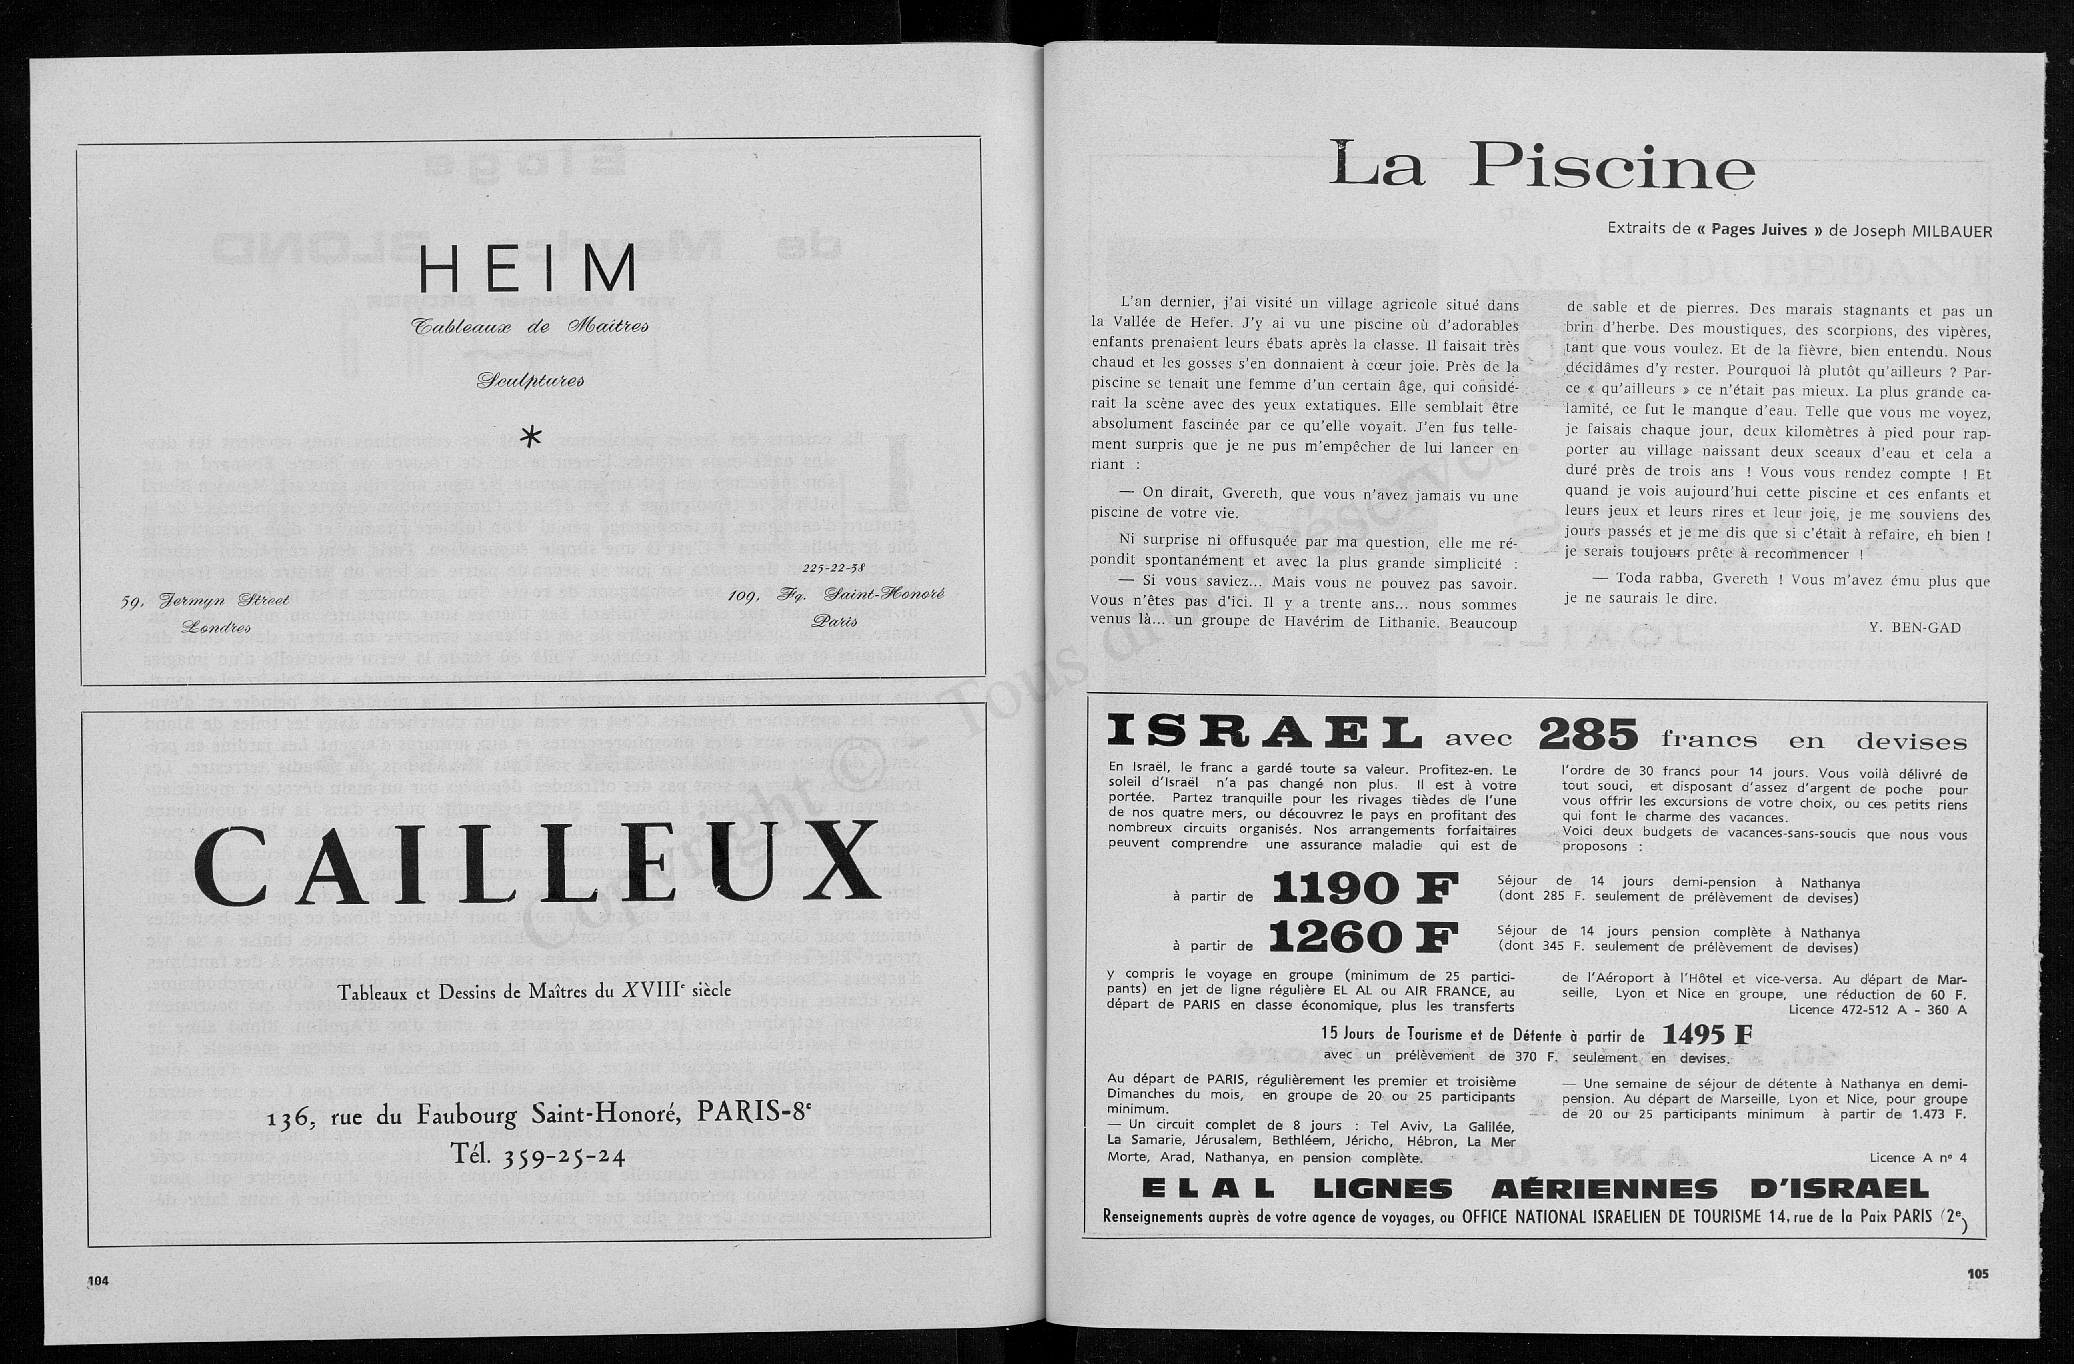 HEIM
Tableaux de Maîtres
Sculptures
*
225-22-38
59, Jermyn Street
Londres
109, Fg. Saint-Honoré
Paris
CAILLEUX
Tableaux et Dessins de Maîtres du XVIIIe siècle
136, rue du Faubourg Saint-Honoré, PARIS-8e
Tél. 359-25-24
104
La Piscine
Extraits de « Pages Juives » de Joseph MILBAUER
L'an dernier, j'ai visité un village agricole situé dans
la Vallée de Hefer. J'y ai vu une piscine où d'adorables
enfants prenaient leurs ébats après la classe. Il faisait très
chaud et les gosses s'en donnaient à cœur joie. Près de la
piscine se tenait une femme d'un certain âge, qui considé-
rait la scène avec des yeux extatiques. Elle semblait être
absolument fascinée par ce qu'elle voyait. J'en fus telle-
ment surpris que je ne pus m'empêcher de lui lancer en
riant :
— On dirait, Gvereth, que vous n'avez jamais vu une
piscine de votre vie.
Ni surprise ni offusquée par ma question, elle me ré-
pondit spontanément et avec la plus grande simplicité :
— Si vous saviez... Mais vous ne pouvez pas savoir.
Vous n'êtes pas d'ici. Il y a trente ans... nous sommes
venus là... un groupe de Havérim de Lithanie. Beaucoup
de sable et de pierres. Des marais stagnants et pas un
brin d'herbe. Des moustiques, des scorpions, des vipères,
tant que vous voulez. Et de la fièvre, bien entendu. Nous
décidâmes d'y rester. Pourquoi là plutôt qu'ailleurs ? Par-
ce « qu'ailleurs » ce n'était pas mieux. La plus grande ca-
lamité, ce fut le manque d'eau. Telle que vous me voyez,
je faisais chaque jour, deux kilomètres à pied pour rap-
porter au village naissant deux sceaux d'eau et cela a
duré près de trois ans ! Vous vous rendez compte ! Et
quand je vois aujourd'hui cette piscine et ces enfants et
leurs jeux et leurs rires et leur joie, je me souviens des
jours passés et je me dis que si c'était à refaire, eh bien !
je serais toujours prête à recommencer !
— Toda rabba, Gvereth ! Vous m'avez ému plus que
je ne saurais le dire.
Y. BEN-GAD
ISRAEL avec 285 francs en devises
En Israël, le franc a gardé toute sa valeur. Profitez-en. Le
soleil d'Israël n'a pas changé non plus. Il est à votre
portée. Partez tranquille pour les rivages tièdes de l'une
de nos quatre mers, ou découvrez le pays en profitant des
nombreux circuits organisés. Nos arrangements forfaitaires
peuvent comprendre une assurance maladie qui est de
l'ordre de 30 francs pour 14 jours. Vous voilà délivré de
tout souci, et disposant d'assez d'argent de poche pour
vous offrir les excursions de votre choix, ou ces petits riens
qui font le charme des vacances.
Voici deux budgets de vacances-sans-soucis que nous vous
proposons :
à partir de 1190 F Séjour de 14 jours demi-pension à Nathanya
(dont 285 F. seulement de prélèvement de devises)
à partir de 1260 F Séjour de 14 jours pension complète à Nathanya
(dont 345 F. seulement de prélèvement de devises)
y compris le voyage en groupe (minimum de 25 partici-
pants) en jet de ligne régulière EL AL ou AIR FRANCE, au
départ de PARIS en classe économique, plus les transferts
de l'Aéroport à l'Hôtel et vice-versa. Au départ de Mar-
seille, Lyon et Nice en groupe, une réduction de 60 F.
Licence 472-512 A - 360 A
15 Jours de Tourisme et de Détente à partir de 1495 F
avec un prélèvement de 370 F. seulement en devises.
Au départ de PARIS, régulièrement les premier et troisième
Dimanches du mois, en groupe de 20 ou 25 participants
minimum.
— Un circuit complet de 8 jours : Tel Aviv, La Galilée,
La Samarie, Jérusalem, Bethléem, Jéricho, Hébron, La Mer
Morte, Arad, Nathanya, en pension complète.
— Une semaine de séjour de détente à Nathanya en demi-
pension. Au départ de Marseille, Lyon et Nice, pour groupe
de 20 ou 25 participants minimum à partir de 1.473 F.
Licence A nº 4
ELAL LIGNES AÉRIENNES D'ISRAEL
Renseignements auprès de votre agence de voyages, ou OFFICE NATIONAL ISRAELIEN DE TOURISME 14, rue de la Paix PARIS (2e)
105
Copyright © - Tous droits réservés.